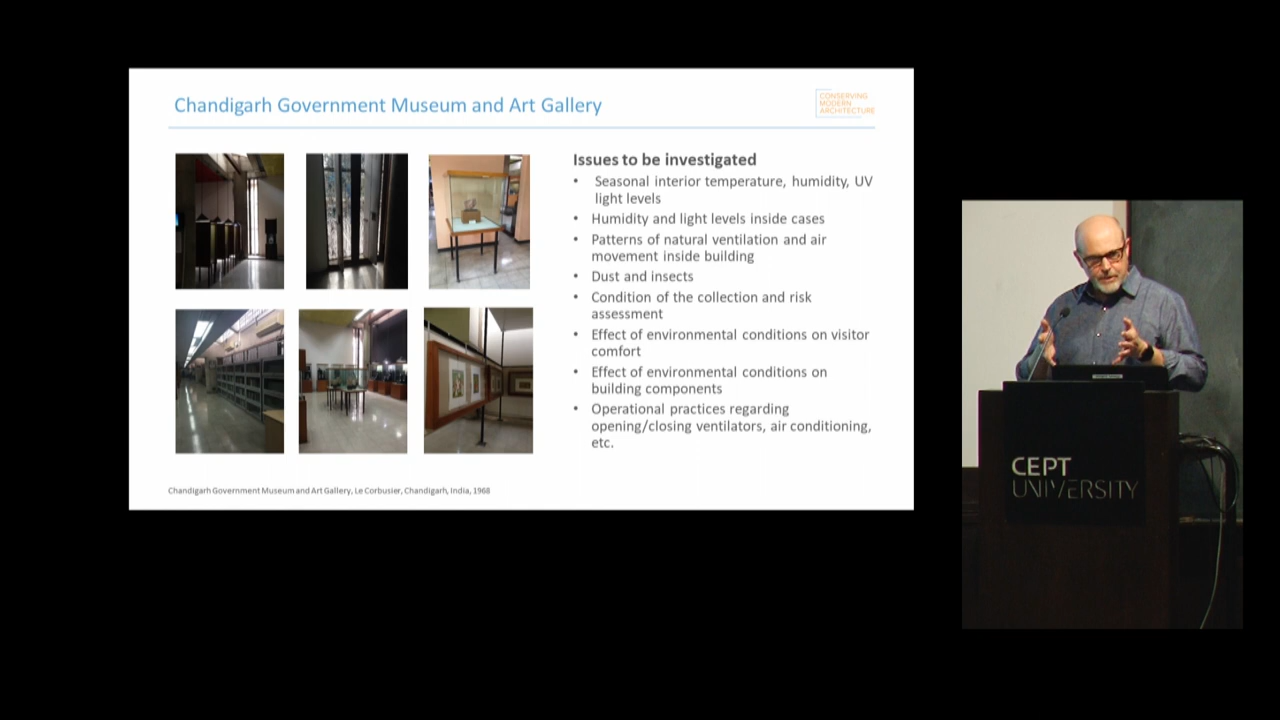 Chandigarh Government Museum and Art Gallery
CONSERVING
MODERN
ARCHITECTURE
Issues to be investigated
• Seasonal interior temperature, humidity, UV
light levels
• Humidity and light levels inside cases
• Patterns of natural ventilation and air
movement inside building
• Dust and insects
• Condition of the collection and risk
assessment
• Effect of environmental conditions on visitor
comfort
• Effect of environmental conditions on
building components
• Operational practices regarding
opening/closing ventilators, air conditioning,
etc.
Chandigarh Government Museum and Art Gallery, Le Corbusier, Chandigarh, India, 1968
CEPT
UNIVERSITY